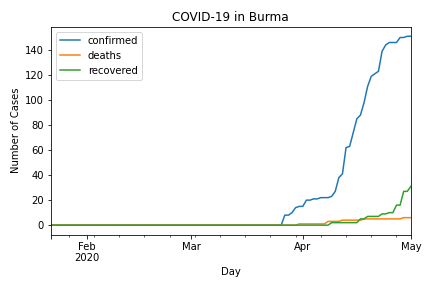 COVID-19 in Burma
confirmed
deaths
recovered
Number of Cases
140
120
100
80
60
40
20
0
Feb
2020
Mar
Apr
May
Day